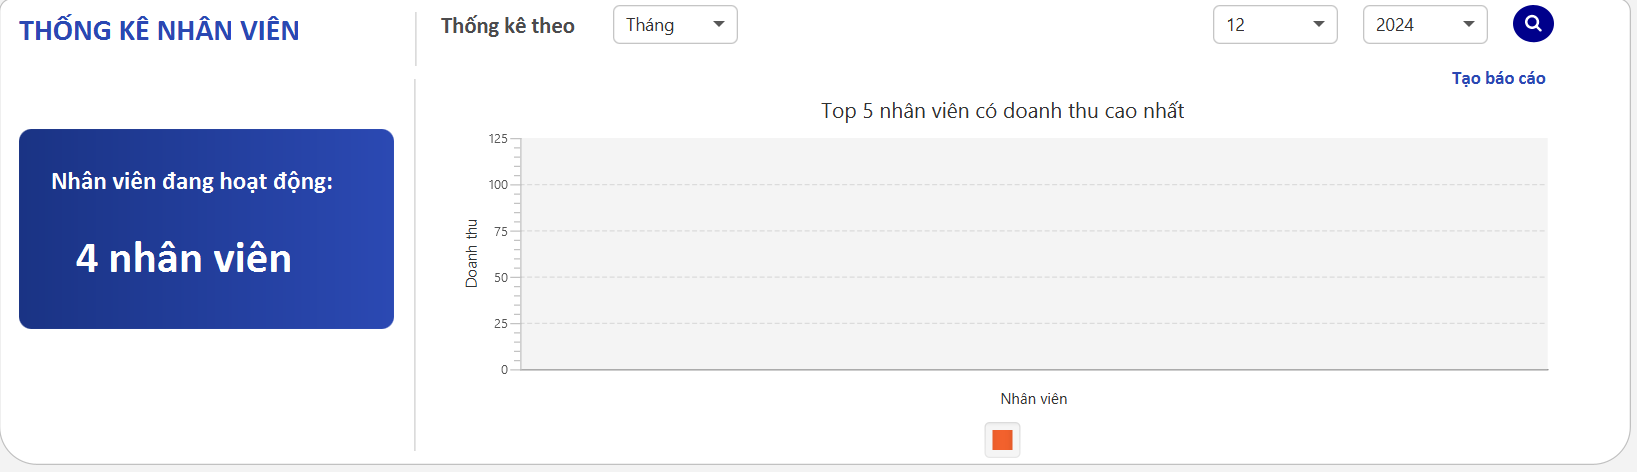 THỐNG KÊ NHÂN VIÊN
Thống kê theo
Tháng
12
2024
Tạo báo cáo
Nhân viên đang hoạt động:
4 nhân viên
Top 5 nhân viên có doanh thu cao nhất
125
100
75
50
25
0
Doanh thu
Nhân viên